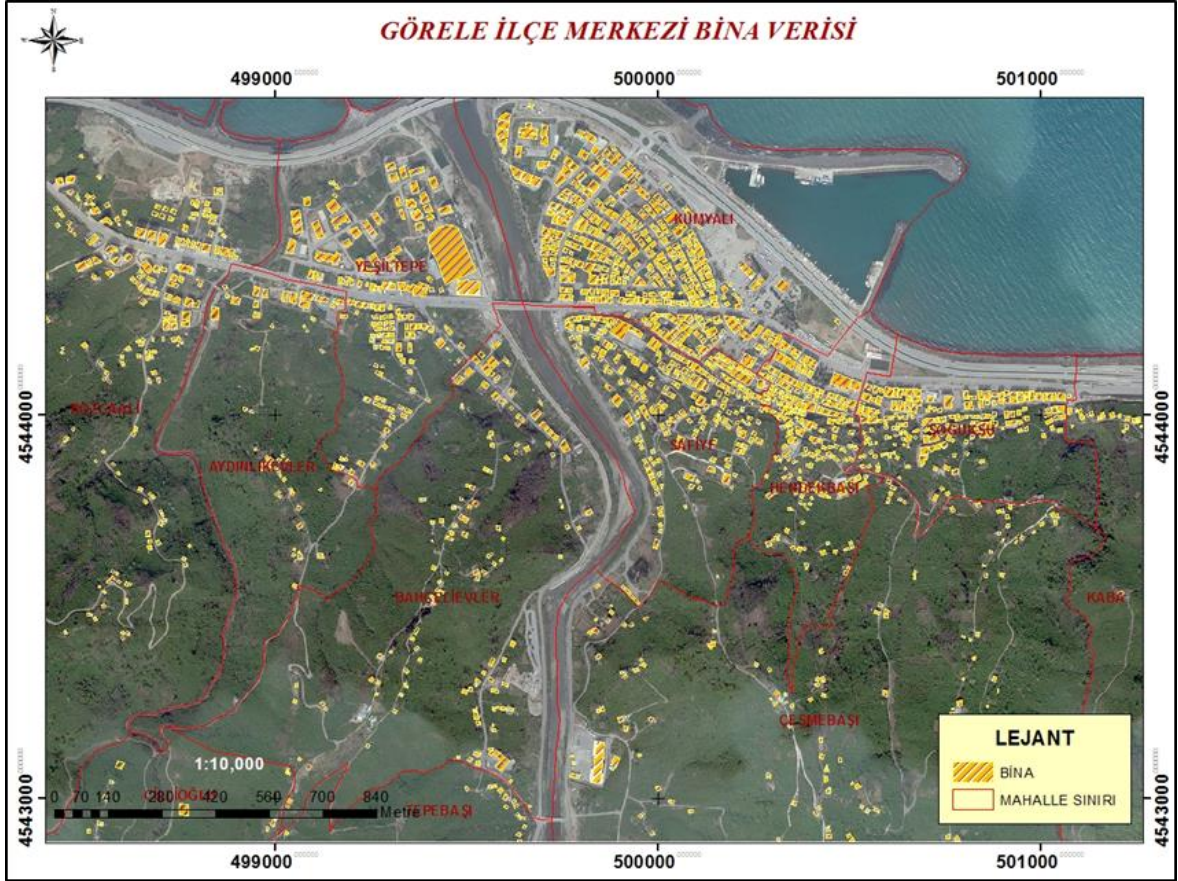 GÖRELE İLÇE MERKEZİ BİNA VERİSİ
499000 500000 501000
KUMYALI
YEŞİLTEPE
4544000 4544000
SOĞUKSU
SAFİYE
AYDINLIKEVLER
HENDEKBAŞI
BAHÇELİEVLER
KABA
ÇEŞMEBAŞI
LEJANT
BİNA
MAHALLE SINIRI
1:10,000
0 70 140 280 420 560 700 840
Metre
TEPEBAŞI
4543000 4543000
499000 500000 501000